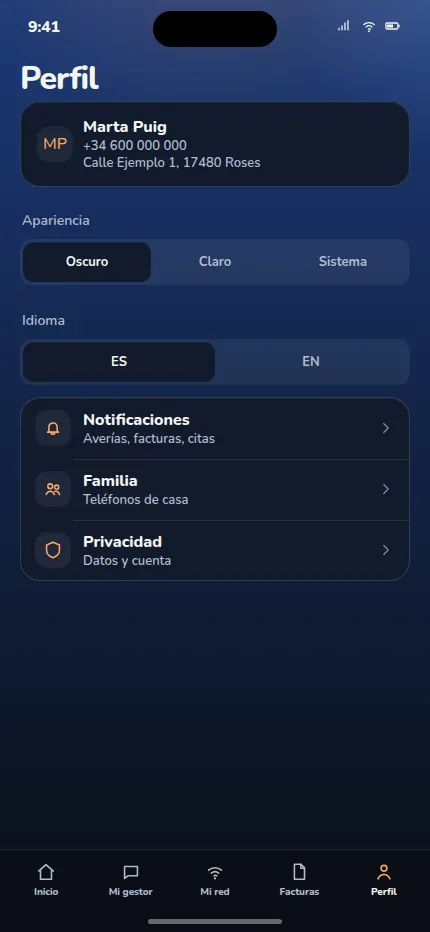 9:41
Perfil
MP
Marta Puig
+34 600 000 000
Calle Ejemplo 1, 17480 Roses
Apariencia
Oscuro Claro Sistema
Idioma
ES EN
Notificaciones
Averías, facturas, citas
Familia
Teléfonos de casa
Privacidad
Datos y cuenta
Inicio Mi gestor Mi red Facturas Perfil